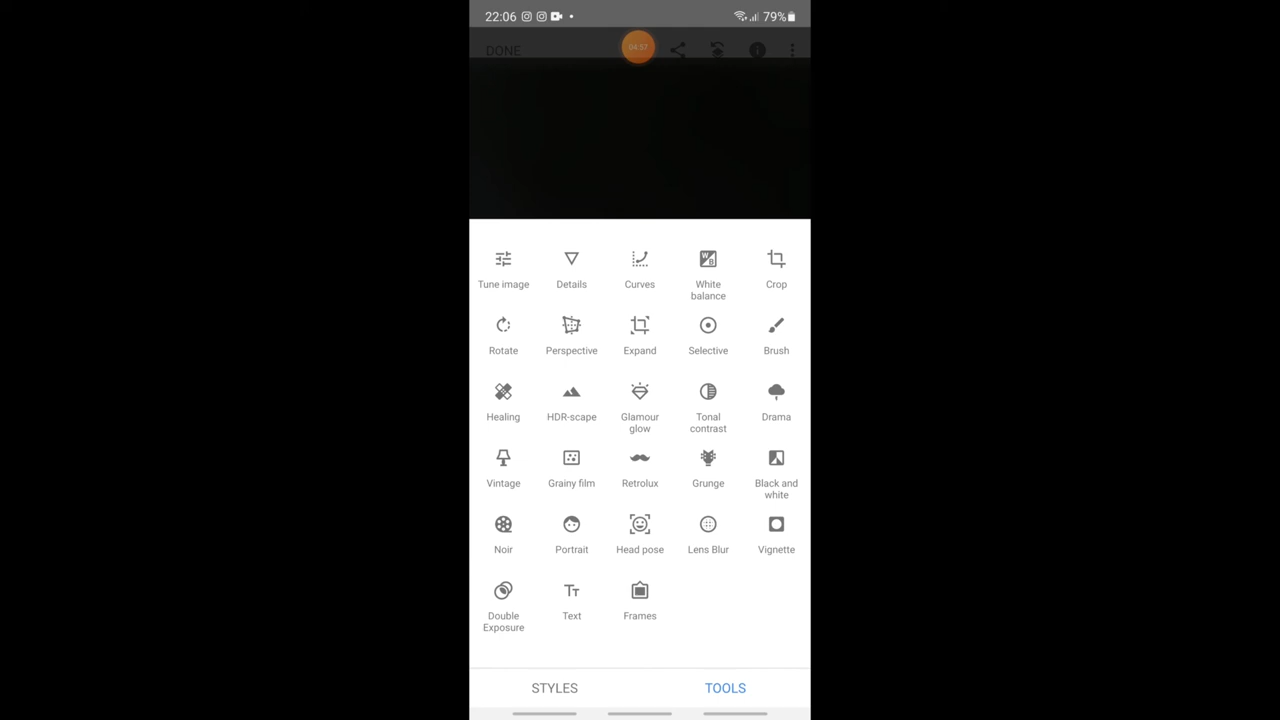 22:06
79%
DONE
04:57
Tune image
Details
Curves
White
balance
Crop
Rotate
Perspective
Expand
Selective
Brush
Healing
HDR-scape
Glamour
glow
Tonal
contrast
Drama
Vintage
Grainy film
Retrolux
Grunge
Black and
white
Noir
Portrait
Head pose
Lens Blur
Vignette
Double
Exposure
Text
Frames
STYLES
TOOLS